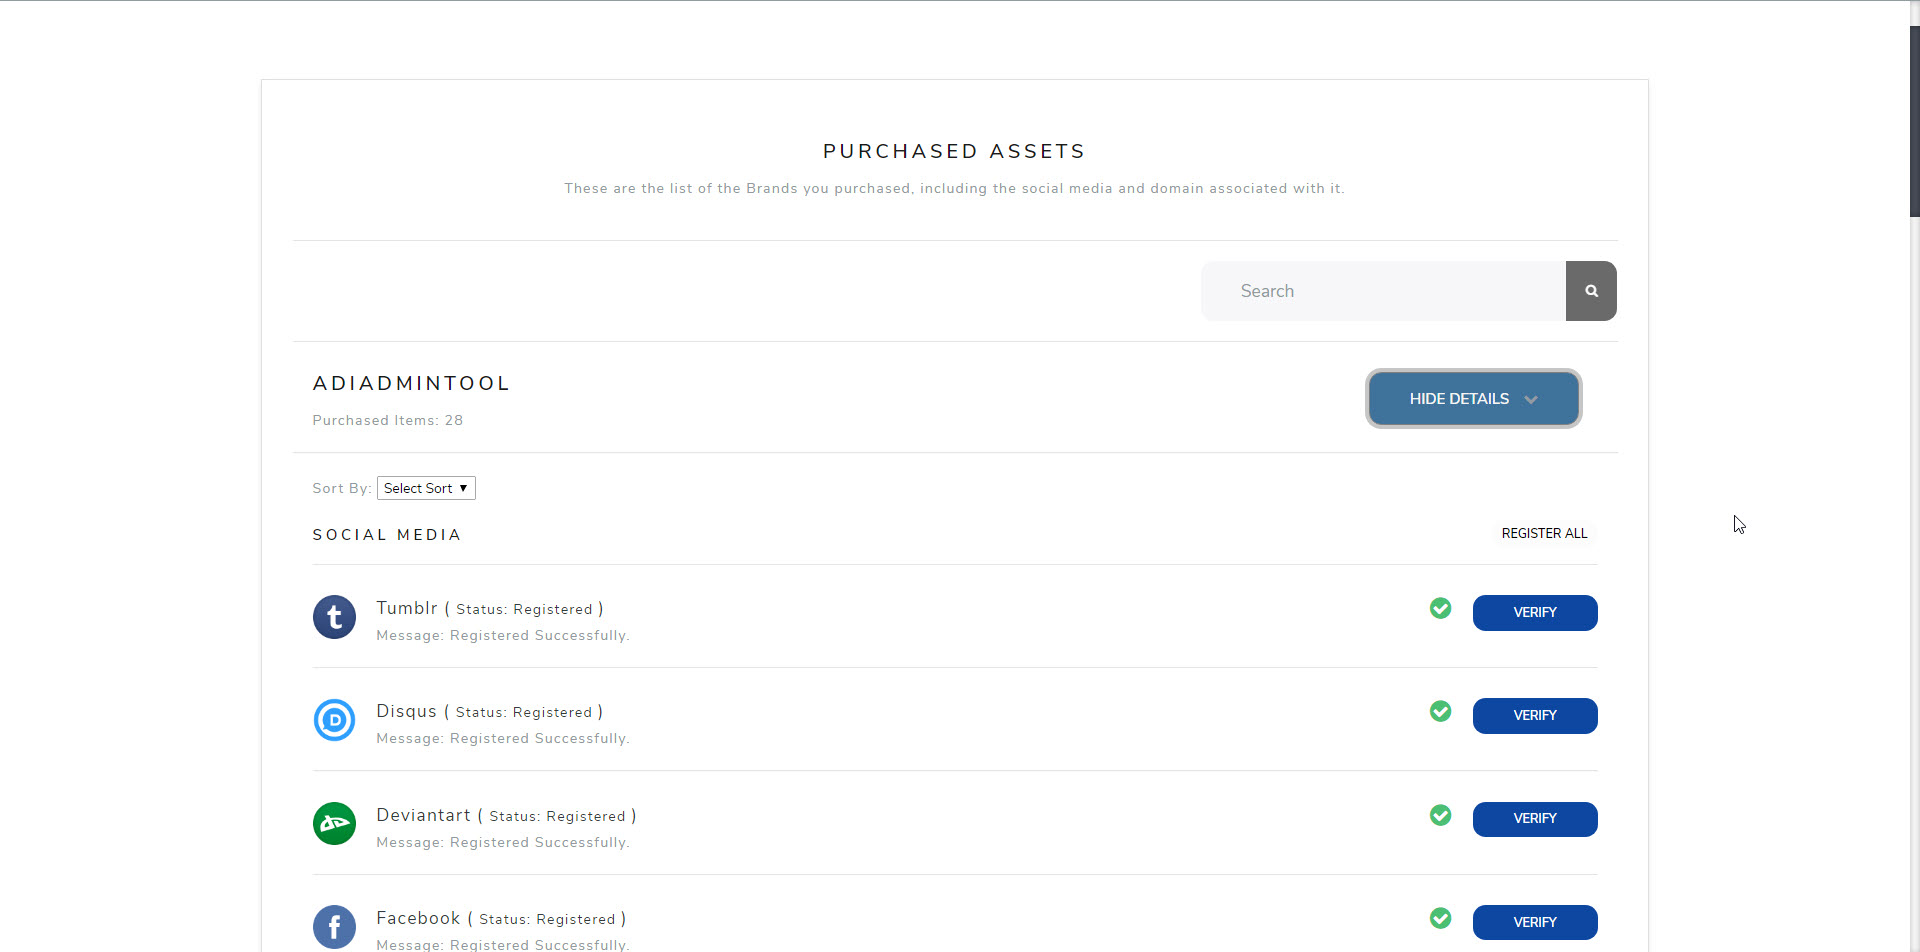 PURCHASED ASSETS
These are the list of the Brands you purchased, including the social media and domain associated with it.
Search
ADIADMINTOOL
HIDE DETAILS
Purchased Items: 28
Sort By: Select Sort
SOCIAL MEDIA
REGISTER ALL
Tumblr ( Status: Registered )
VERIFY
Message: Registered Successfully.
Disqus ( Status: Registered )
VERIFY
Message: Registered Successfully.
Deviantart ( Status: Registered )
VERIFY
Message: Registered Successfully.
Facebook ( Status: Registered )
VERIFY
Message: Registered Successfully.